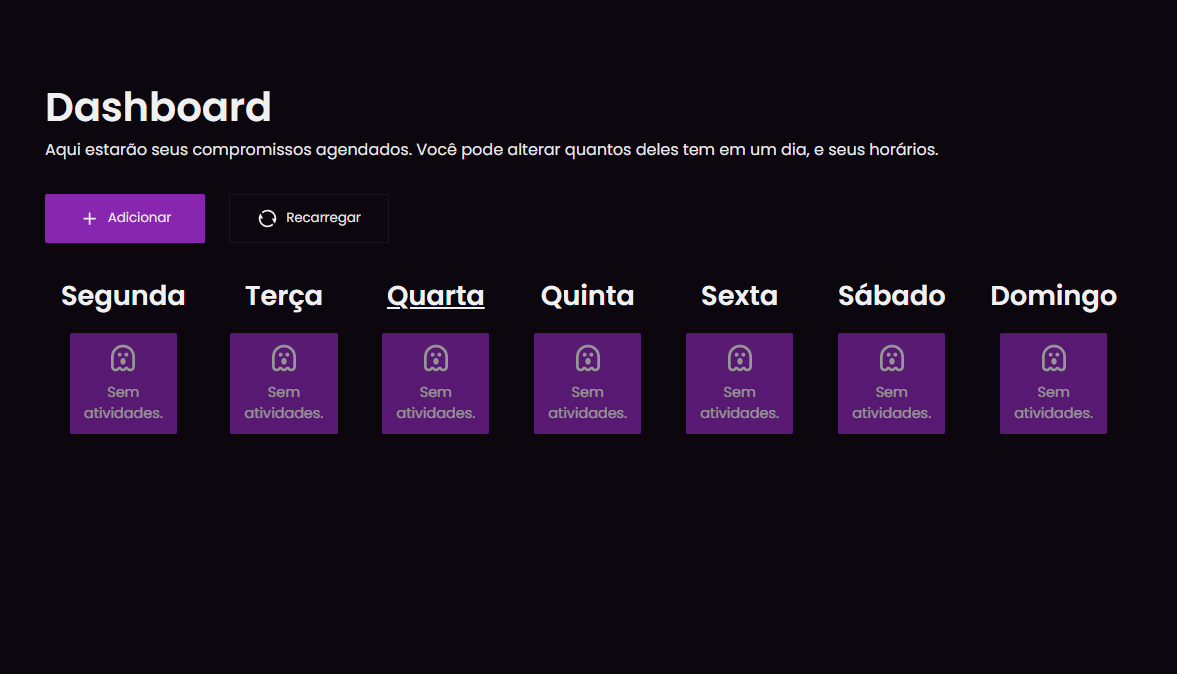 Dashboard
Aqui estarão seus compromissos agendados. Você pode alterar quantos deles tem em um dia, e seus horários.
Adicionar Recarregar
Segunda Terça Quarta Quinta Sexta Sábado Domingo
Sem Sem Sem Sem Sem Sem Sem
atividades. atividades. atividades. atividades. atividades. atividades. atividades.